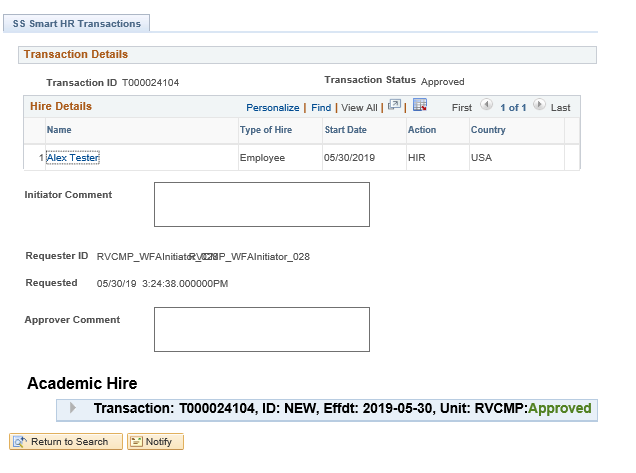 SS Smart HR Transactions
Transaction Details
Transaction ID T000024104 Transaction Status Approved
Hire Details Personalize | Find | View All | | First 1 of 1 Last
Name Type of Hire Start Date Action Country
1 Alex Tester Employee 05/30/2019 HIR USA
Initiator Comment
Requester ID RVCMP_WFAInitiator_028 RVCMP_WFAInitiator_028
Requested 05/30/19 3:24:38.000000PM
Approver Comment
Academic Hire
Transaction: T000024104, ID: NEW, Effdt: 2019-05-30, Unit: RVCMP:Approved
Return to Search Notify